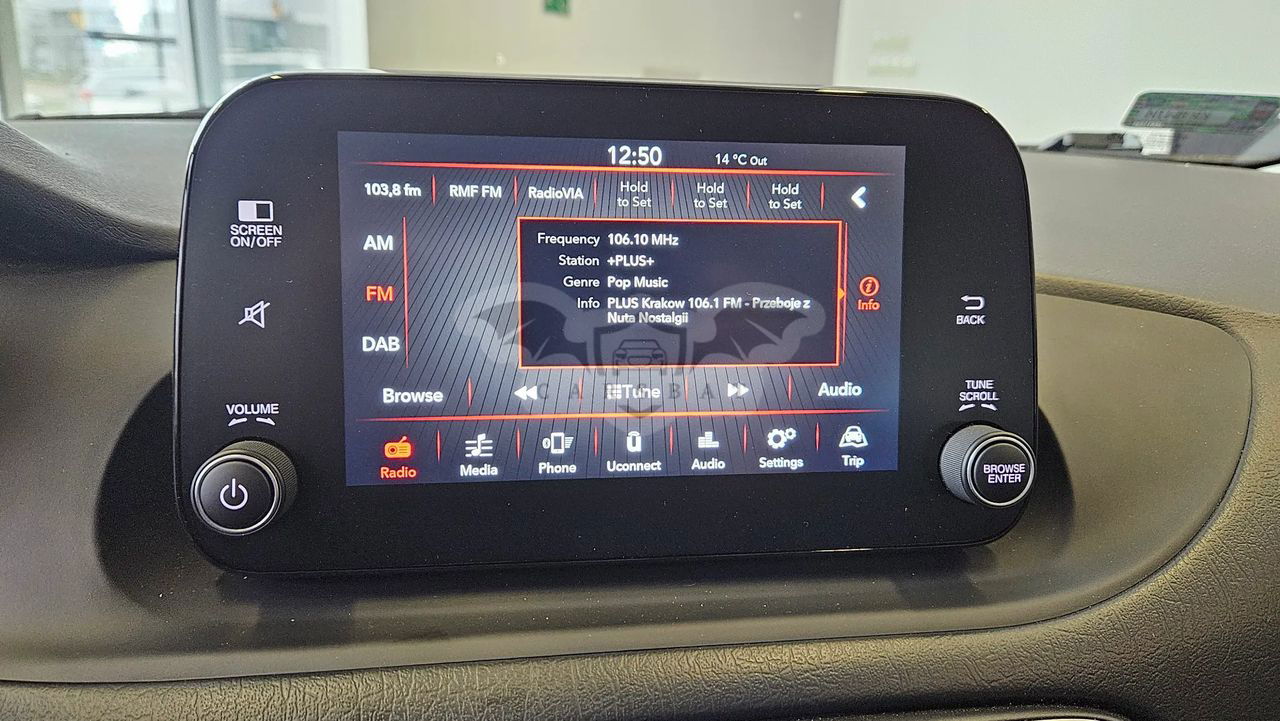 12:50
14 °C Out
103,8 fm
RMF FM
RadioVIA
Hold
to Set
Hold
to Set
Hold
to Set
SCREEN
ON/OFF
AM
FM
DAB
Frequency 106.10 MHz
Station +PLUS+
Genre Pop Music
Info PLUS Krakow 106.1 FM - Przeboje z
Nuta Nostalgii
Info
BACK
Browse
Tune
Audio
VOLUME
TUNE
SCROLL
Radio
Media
Phone
Uconnect
Audio
Settings
Trip
BROWSE
ENTER